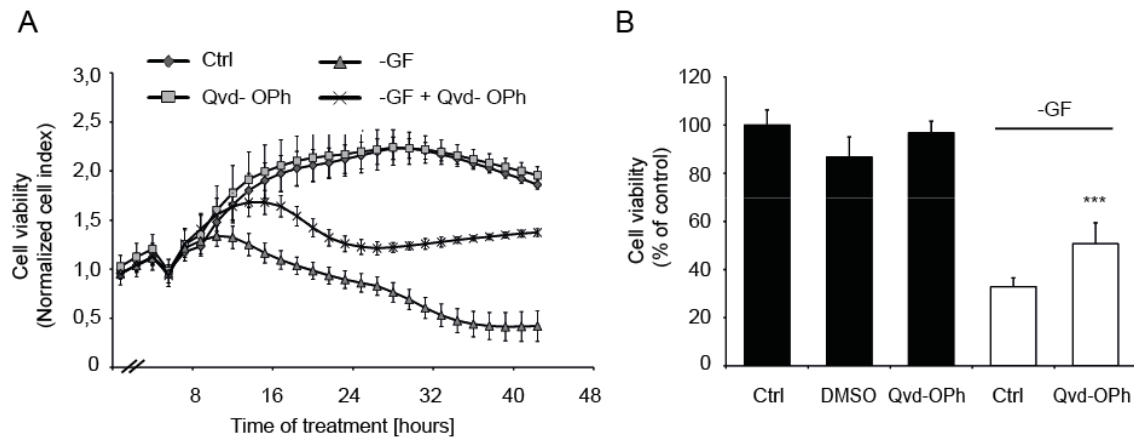 A
Ctrl
-GF
Qvd- OPh
-GF + Qvd- OPh
Cell viability
(Normalized cell index)
3,0
2,5
2,0
1,5
1,0
0,5
0
8
16
24
32
40
48
Time of treatment [hours]
B
Cell viability
(% of control)
120
100
80
60
40
20
0
-GF
***
Ctrl
DMSO
Qvd-OPh
Ctrl
Qvd-OPh